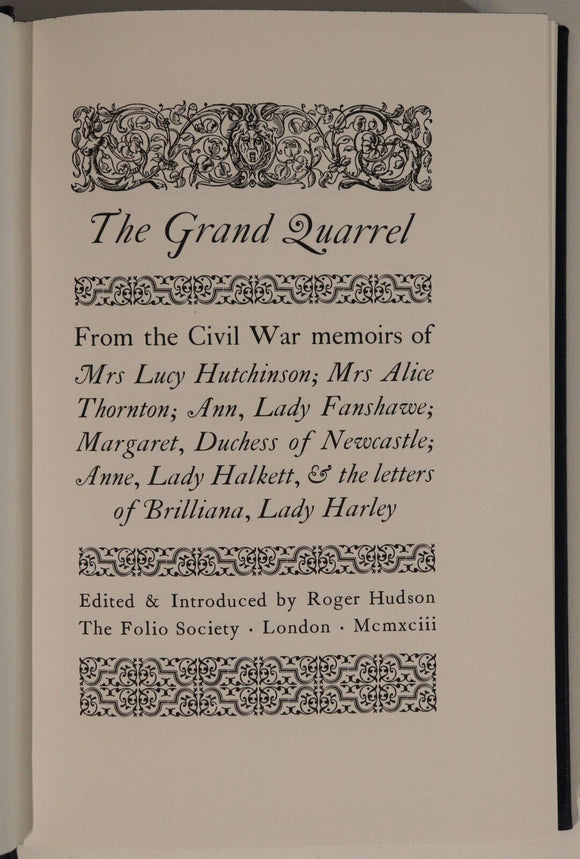 The Grand Quarrel
From the Civil War memoirs of
Mrs Lucy Hutchinson; Mrs Alice
Thornton; Ann, Lady Fanshawe;
Margaret, Duchess of Newcastle;
Anne, Lady Halkett, & the letters
of Brilliana, Lady Harley
Edited & Introduced by Roger Hudson
The Folio Society · London · Mcmxciii